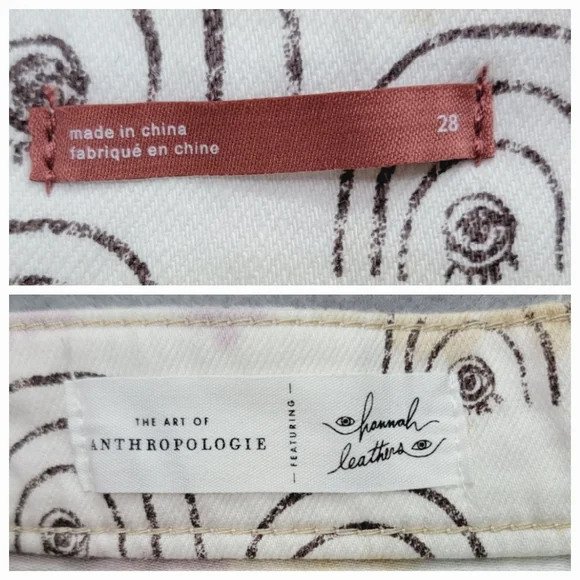 made in china
fabriqué en chine
28
THE ART OF
ANTHROPOLOGIE
FEATURING
hannah
leathers